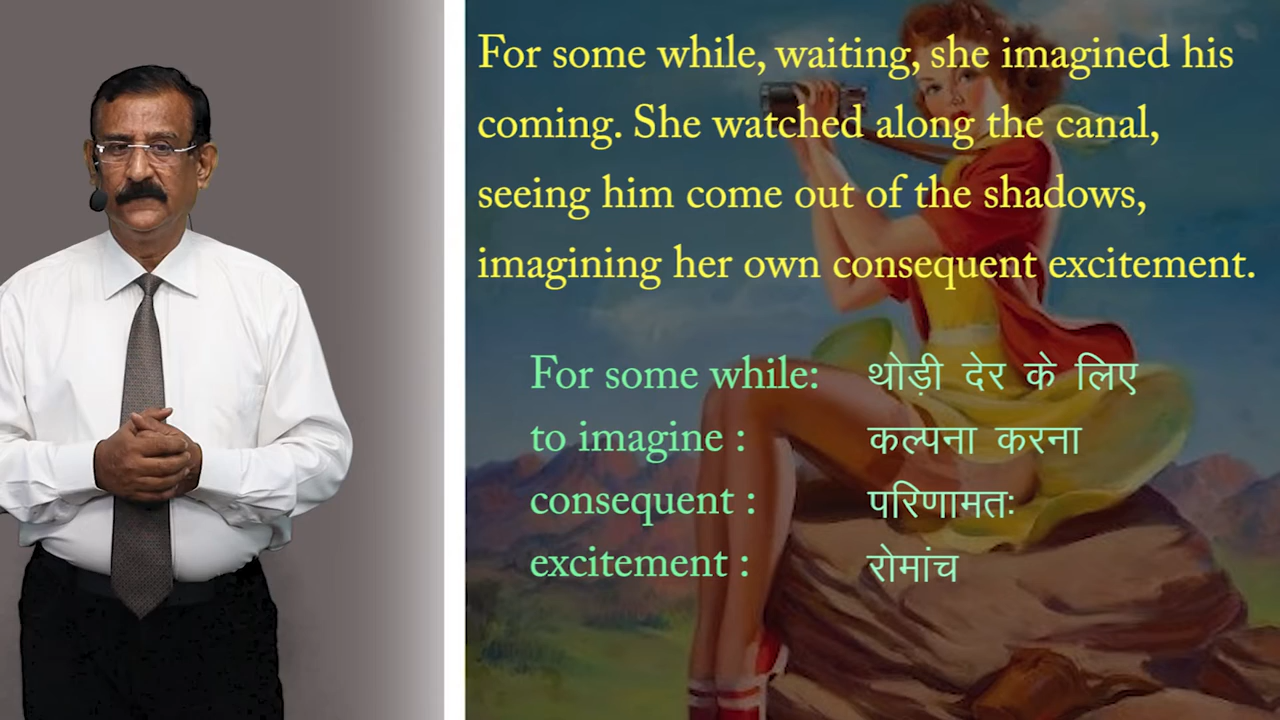 For some while, waiting, she imagined his
coming. She watched along the canal,
seeing him come out of the shadows,
imagining her own consequent excitement.
For some while: थोड़ी देर के लिए
to imagine : कल्पना करना
consequent : परिणामतः
excitement : रोमांच